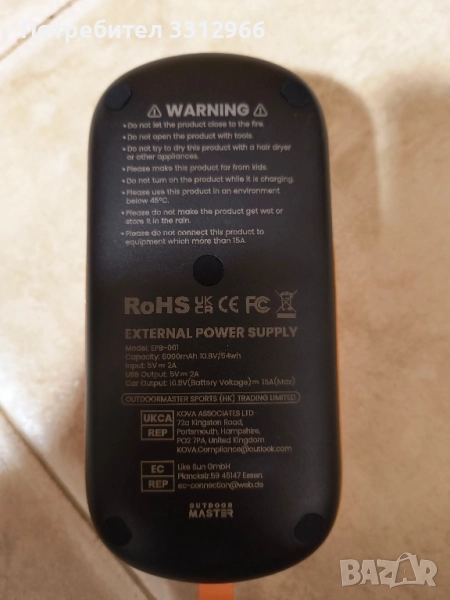 Потребител 3312966
⚠ WARNING ⚠
• Do not let the product close to the fire.
• Do not open the product with tools.
• Do not try to dry this product with a hair dryer
or other appliances.
• Please make this product far from kids.
• Do not turn on the product while it is charging.
• Please use this product in an environment
below 45°C.
• Please do not make the product get wet or
store it in the rain.
• Please do not connect this product to
equipment which more than 15A.
RoHS UK CA CE FC
EXTERNAL POWER SUPPLY
Model: EPB-001
Capacity: 5000mAh 10.8V/54wh
Input: 5V⎓2A
USB Output: 5V⎓2A
Car Output: 10.8V(Battery Voltage)⎓15A(Max)
OUTDOORMASTER SPORTS (HK) TRADING LIMITED
UKCA REP
KOVA ASSOCIATES LTD
72a Kingston Road,
Portsmouth, Hampshire,
PO2 7PA, United Kingdom
KOVA.Compliance@outlook.com
EC REP
Like Sun GmbH
Planckstr.59 45147 Essen
ec-connection@web.de
OUTDOOR
MASTER
BAZAR.bg